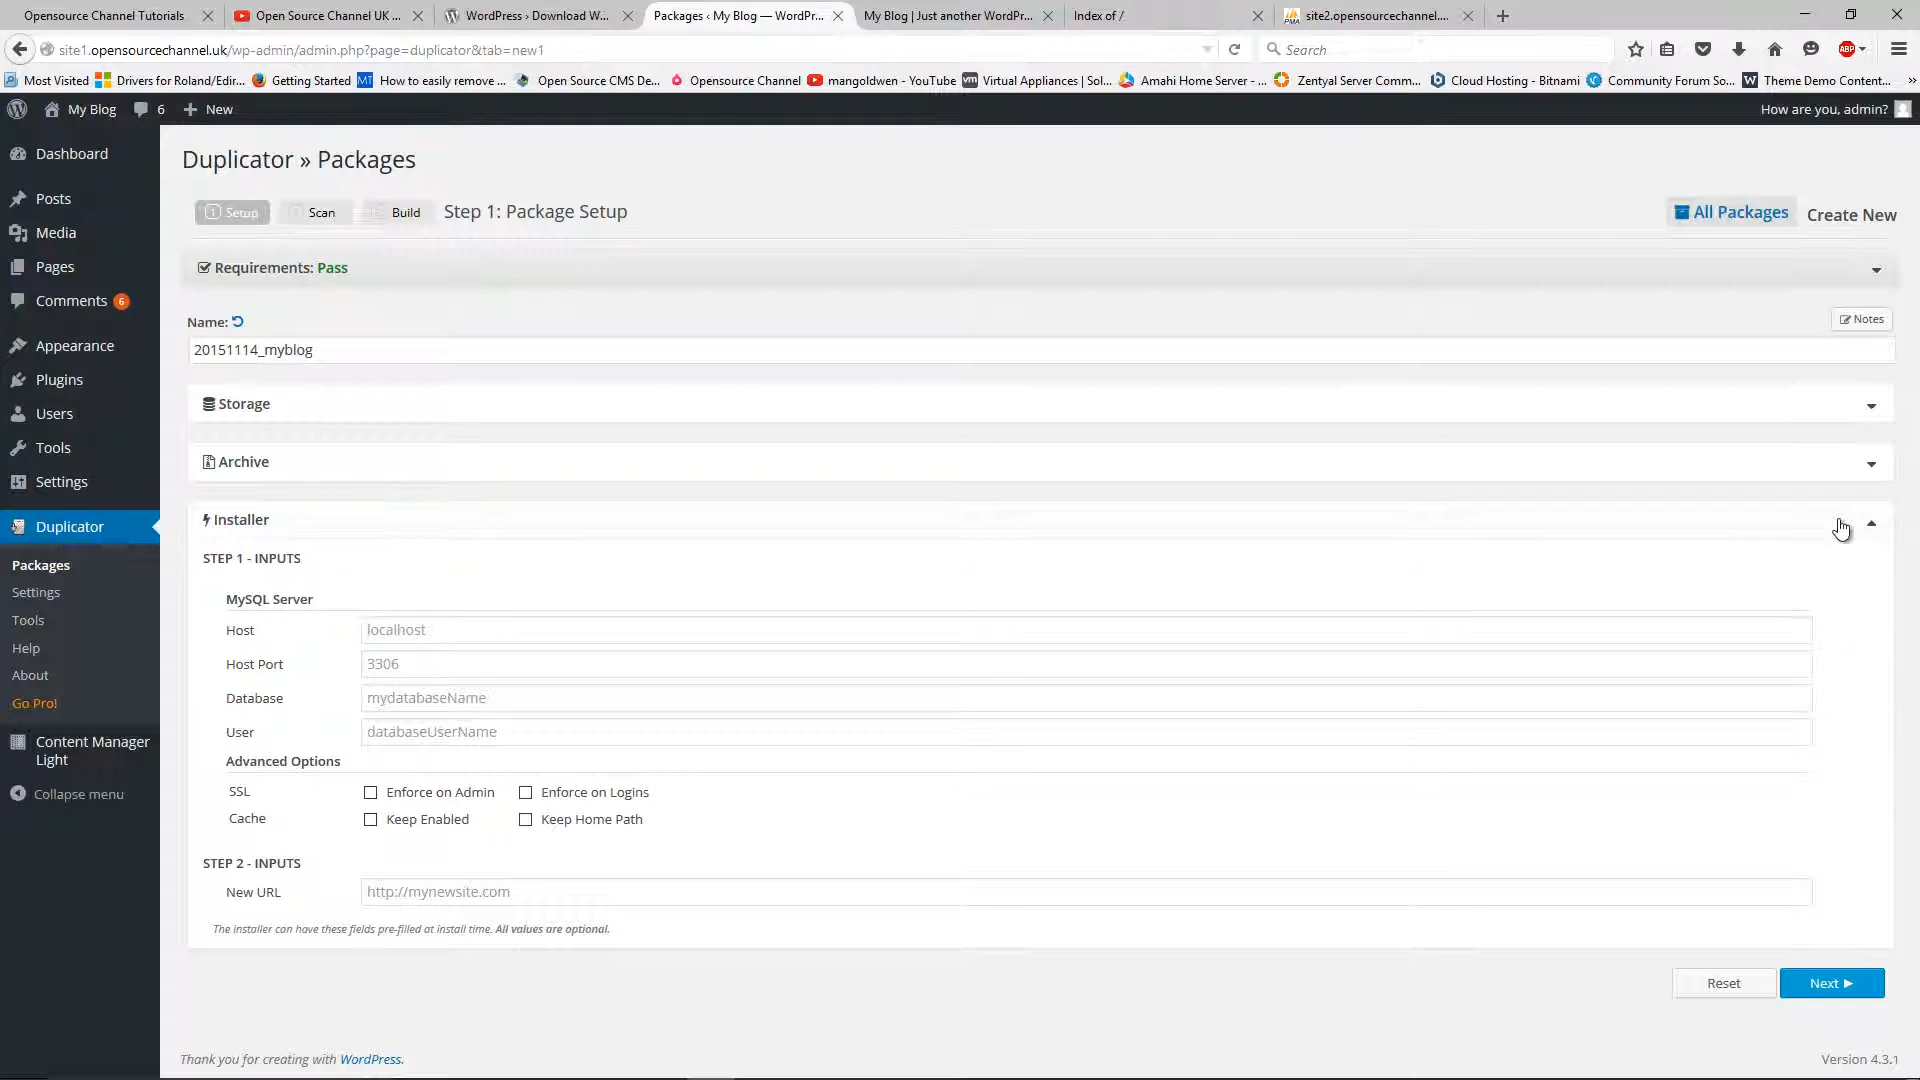 Opensource Channel Tutorials
Open Source Channel UK ...
WordPress › Download W...
Packages ‹ My Blog — WordPr...
My Blog | Just another WordPr...
Index of /
site2.opensourcechannel....
site1.opensourcechannel.uk/wp-admin/admin.php?page=duplicator&tab=new1
Search
ABP
Most Visited
Drivers for Roland/Edir...
Getting Started
MT How to easily remove ...
Open Source CMS De...
Opensource Channel
mangoldwen - YouTube
vm Virtual Appliances | Sol...
Amahi Home Server - ...
Zentyal Server Comm...
Cloud Hosting - Bitnami
Community Forum So...
W Theme Demo Content...
My Blog
6
New
How are you, admin?
Dashboard
Posts
Media
Pages
Comments 6
Appearance
Plugins
Users
Tools
Settings
Duplicator
Packages
Settings
Tools
Help
About
Go Pro!
Content Manager
Light
Collapse menu
Duplicator » Packages
1 Setup
Scan
Build
Step 1: Package Setup
All Packages
Create New
Requirements: Pass
Name:
Notes
20151114_myblog
Storage
Archive
Installer
STEP 1 - INPUTS
MySQL Server
Host localhost
Host Port 3306
Database mydatabaseName
User databaseUserName
Advanced Options
SSL Enforce on Admin Enforce on Logins
Cache Keep Enabled Keep Home Path
STEP 2 - INPUTS
New URL http://mynewsite.com
The installer can have these fields pre-filled at install time. All values are optional.
Reset
Next
Thank you for creating with WordPress.
Version 4.3.1